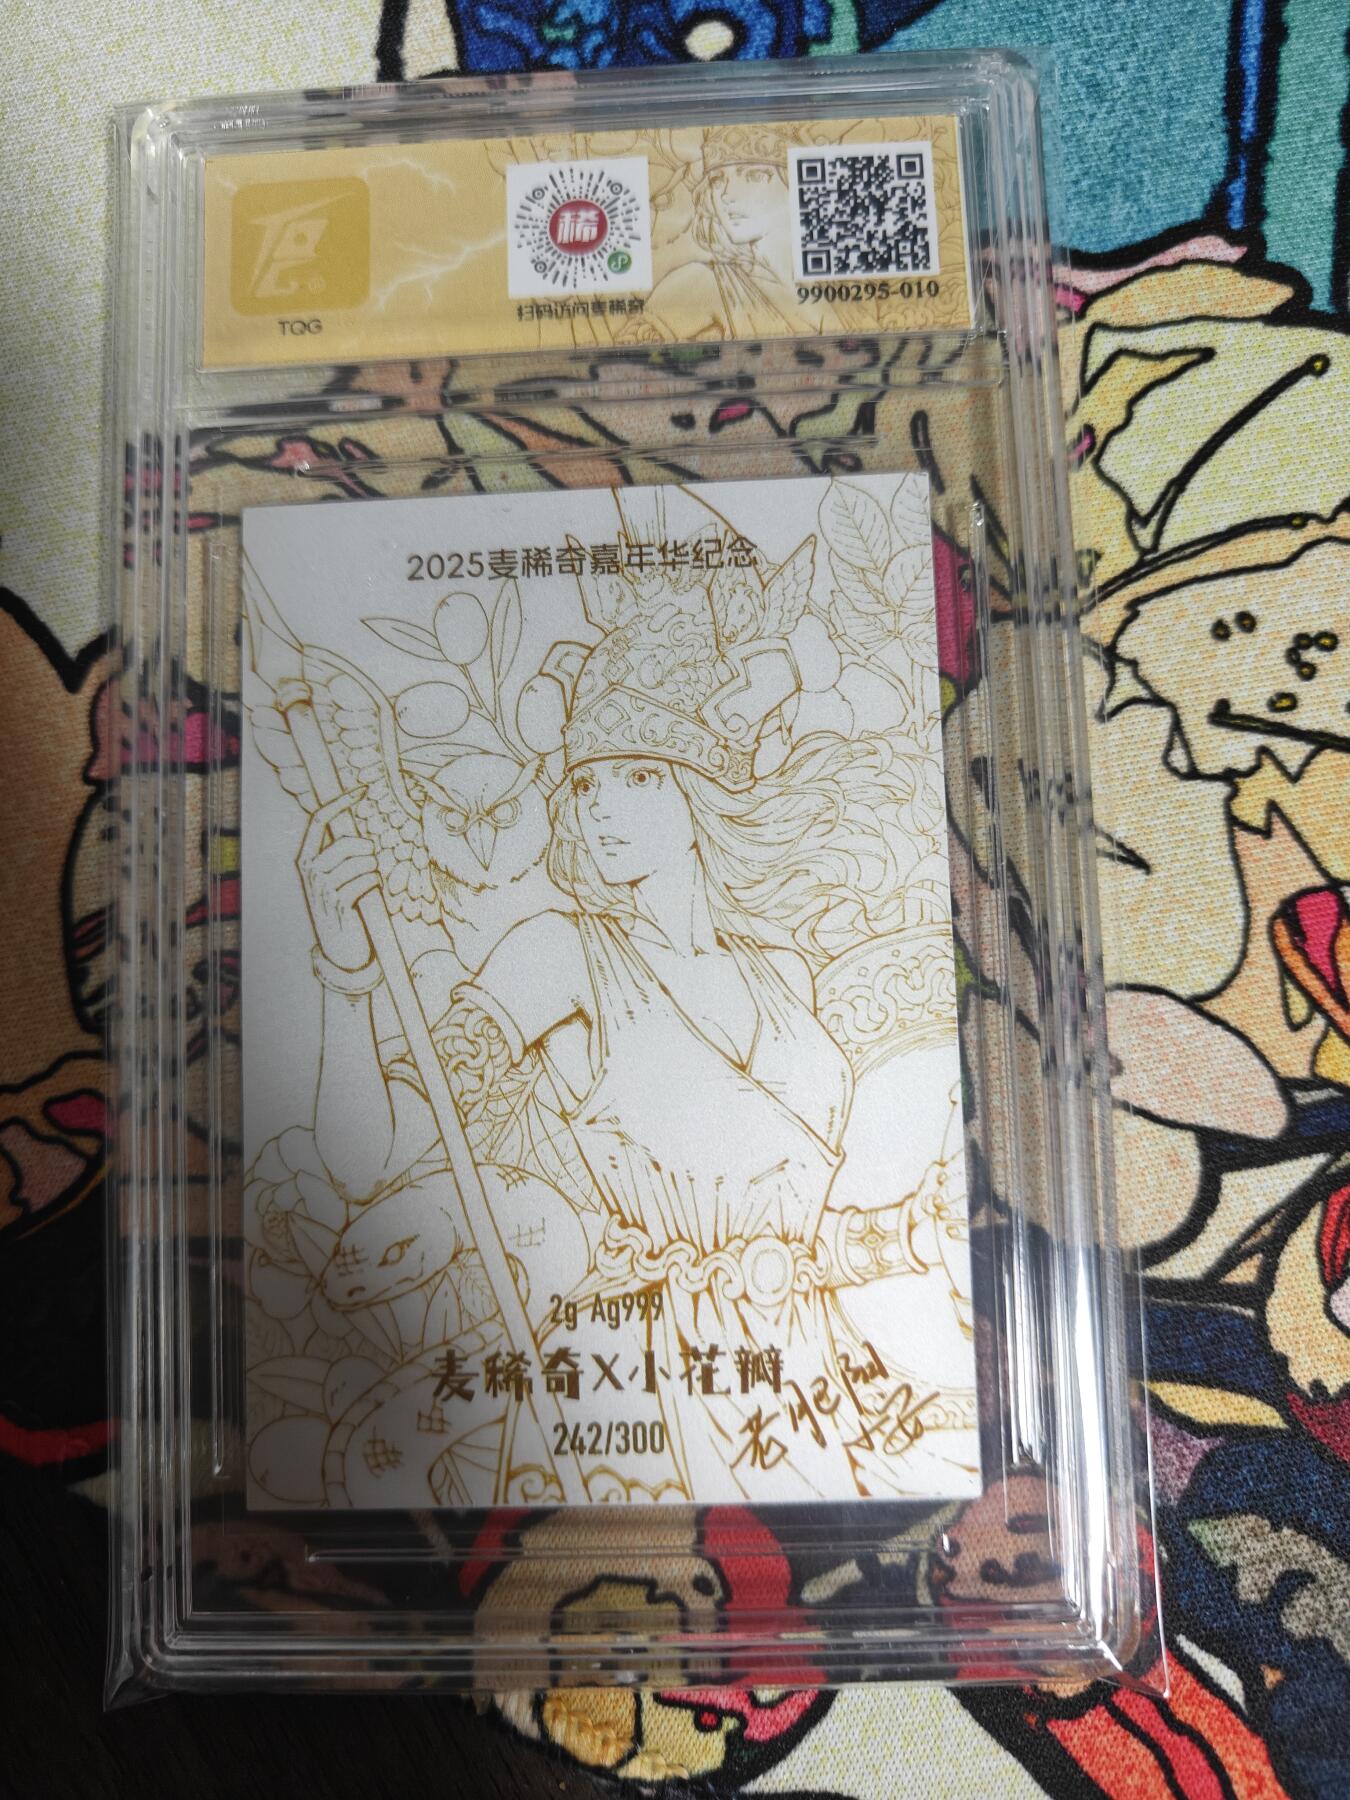 稀
扫码访问麦稀奇
9900295-010
TQG
2025麦稀奇嘉年华纪念
2g Ag999
麦稀奇X小花瓣
242/300